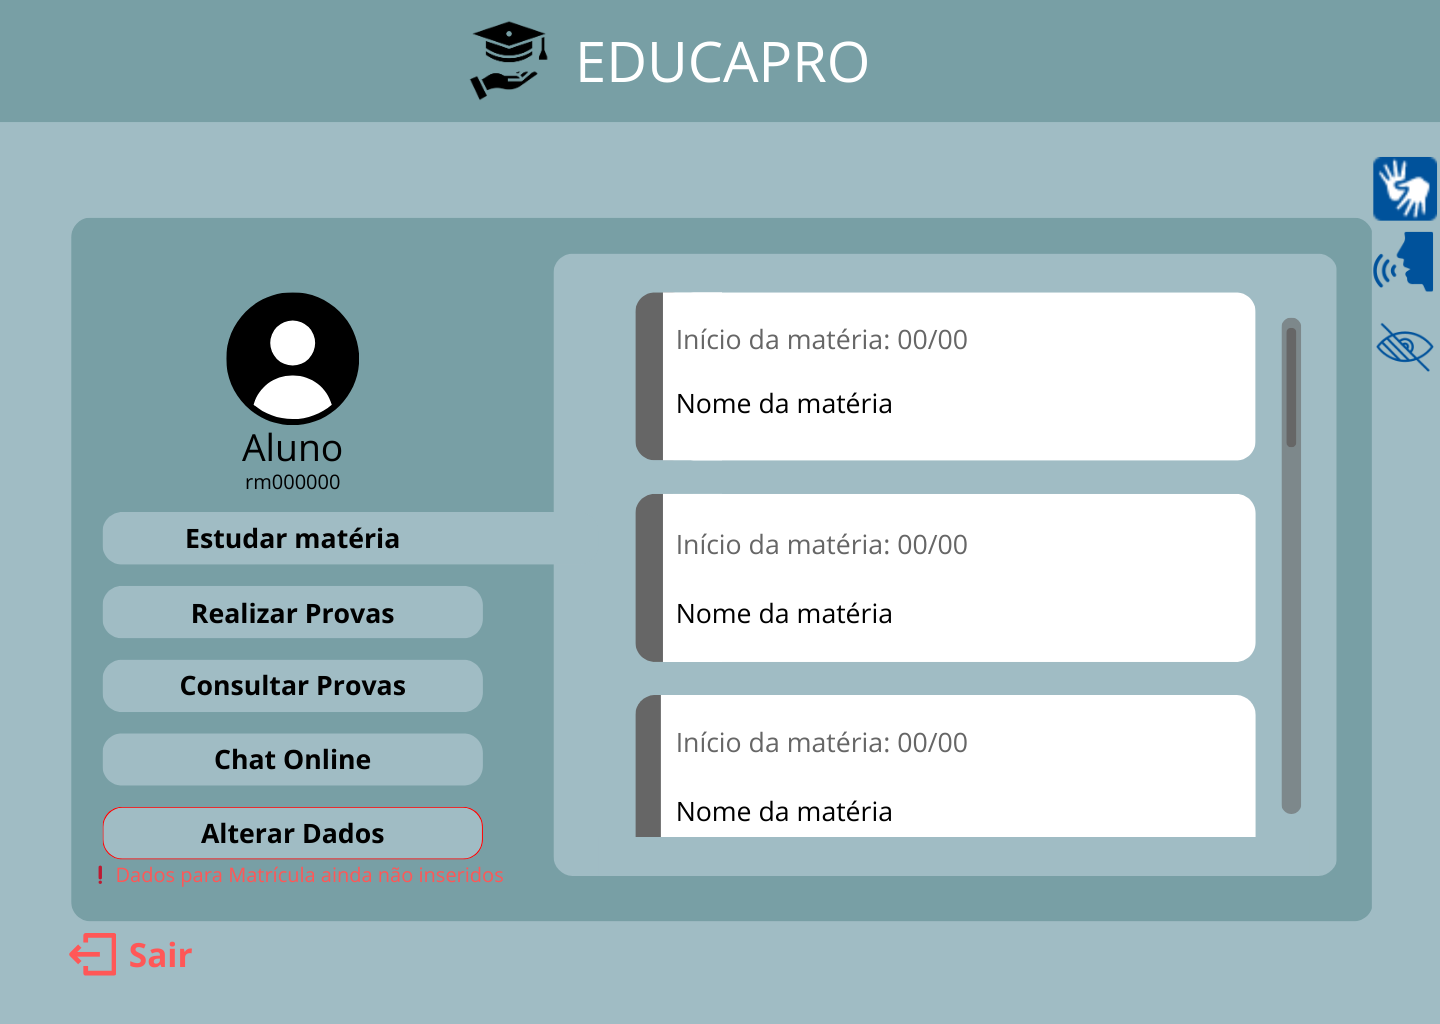 EDUCAPRO
Aluno
rm000000
Estudar matéria
Realizar Provas
Consultar Provas
Chat Online
Alterar Dados
❗ Dados para Matrícula ainda não inseridos
Início da matéria: 00/00
Nome da matéria
Início da matéria: 00/00
Nome da matéria
Início da matéria: 00/00
Nome da matéria
Sair